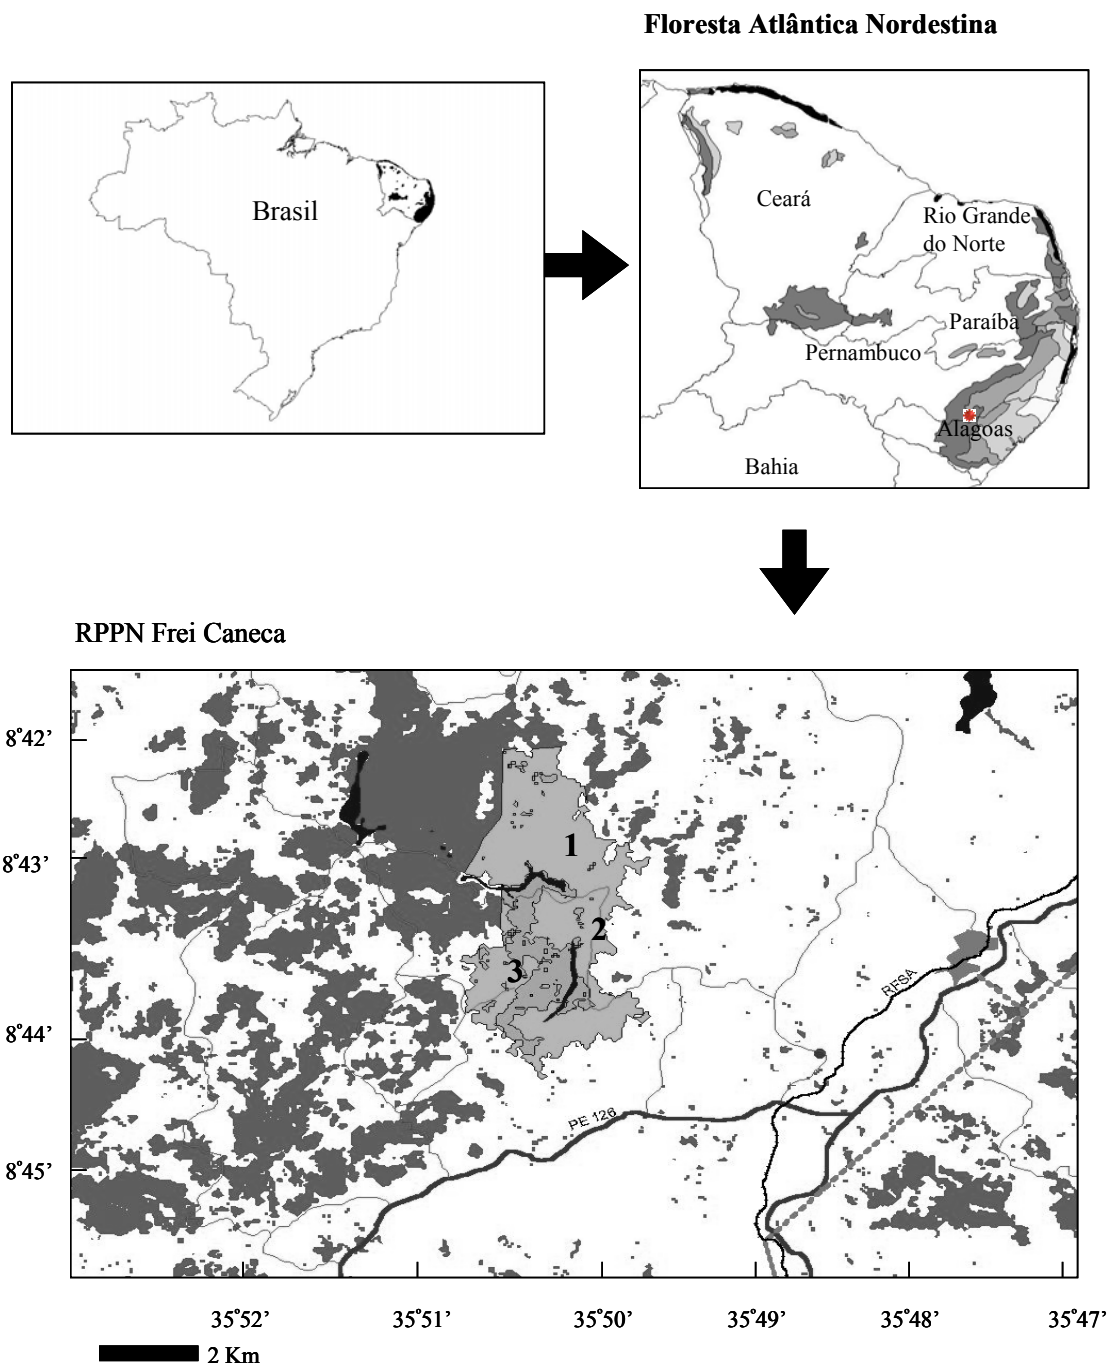 Floresta Atlântica Nordestina
Brasil
Ceará
Rio Grande
do Norte
Paraíba
Pernambuco
Alagoas
Bahia
RPPN Frei Caneca
8°42’
8°43’
8°44’
8°45’
1
2
3
RFSA
PE 126
35°52’
35°51’
35°50’
35°49’
35°48’
35°47’
2 Km